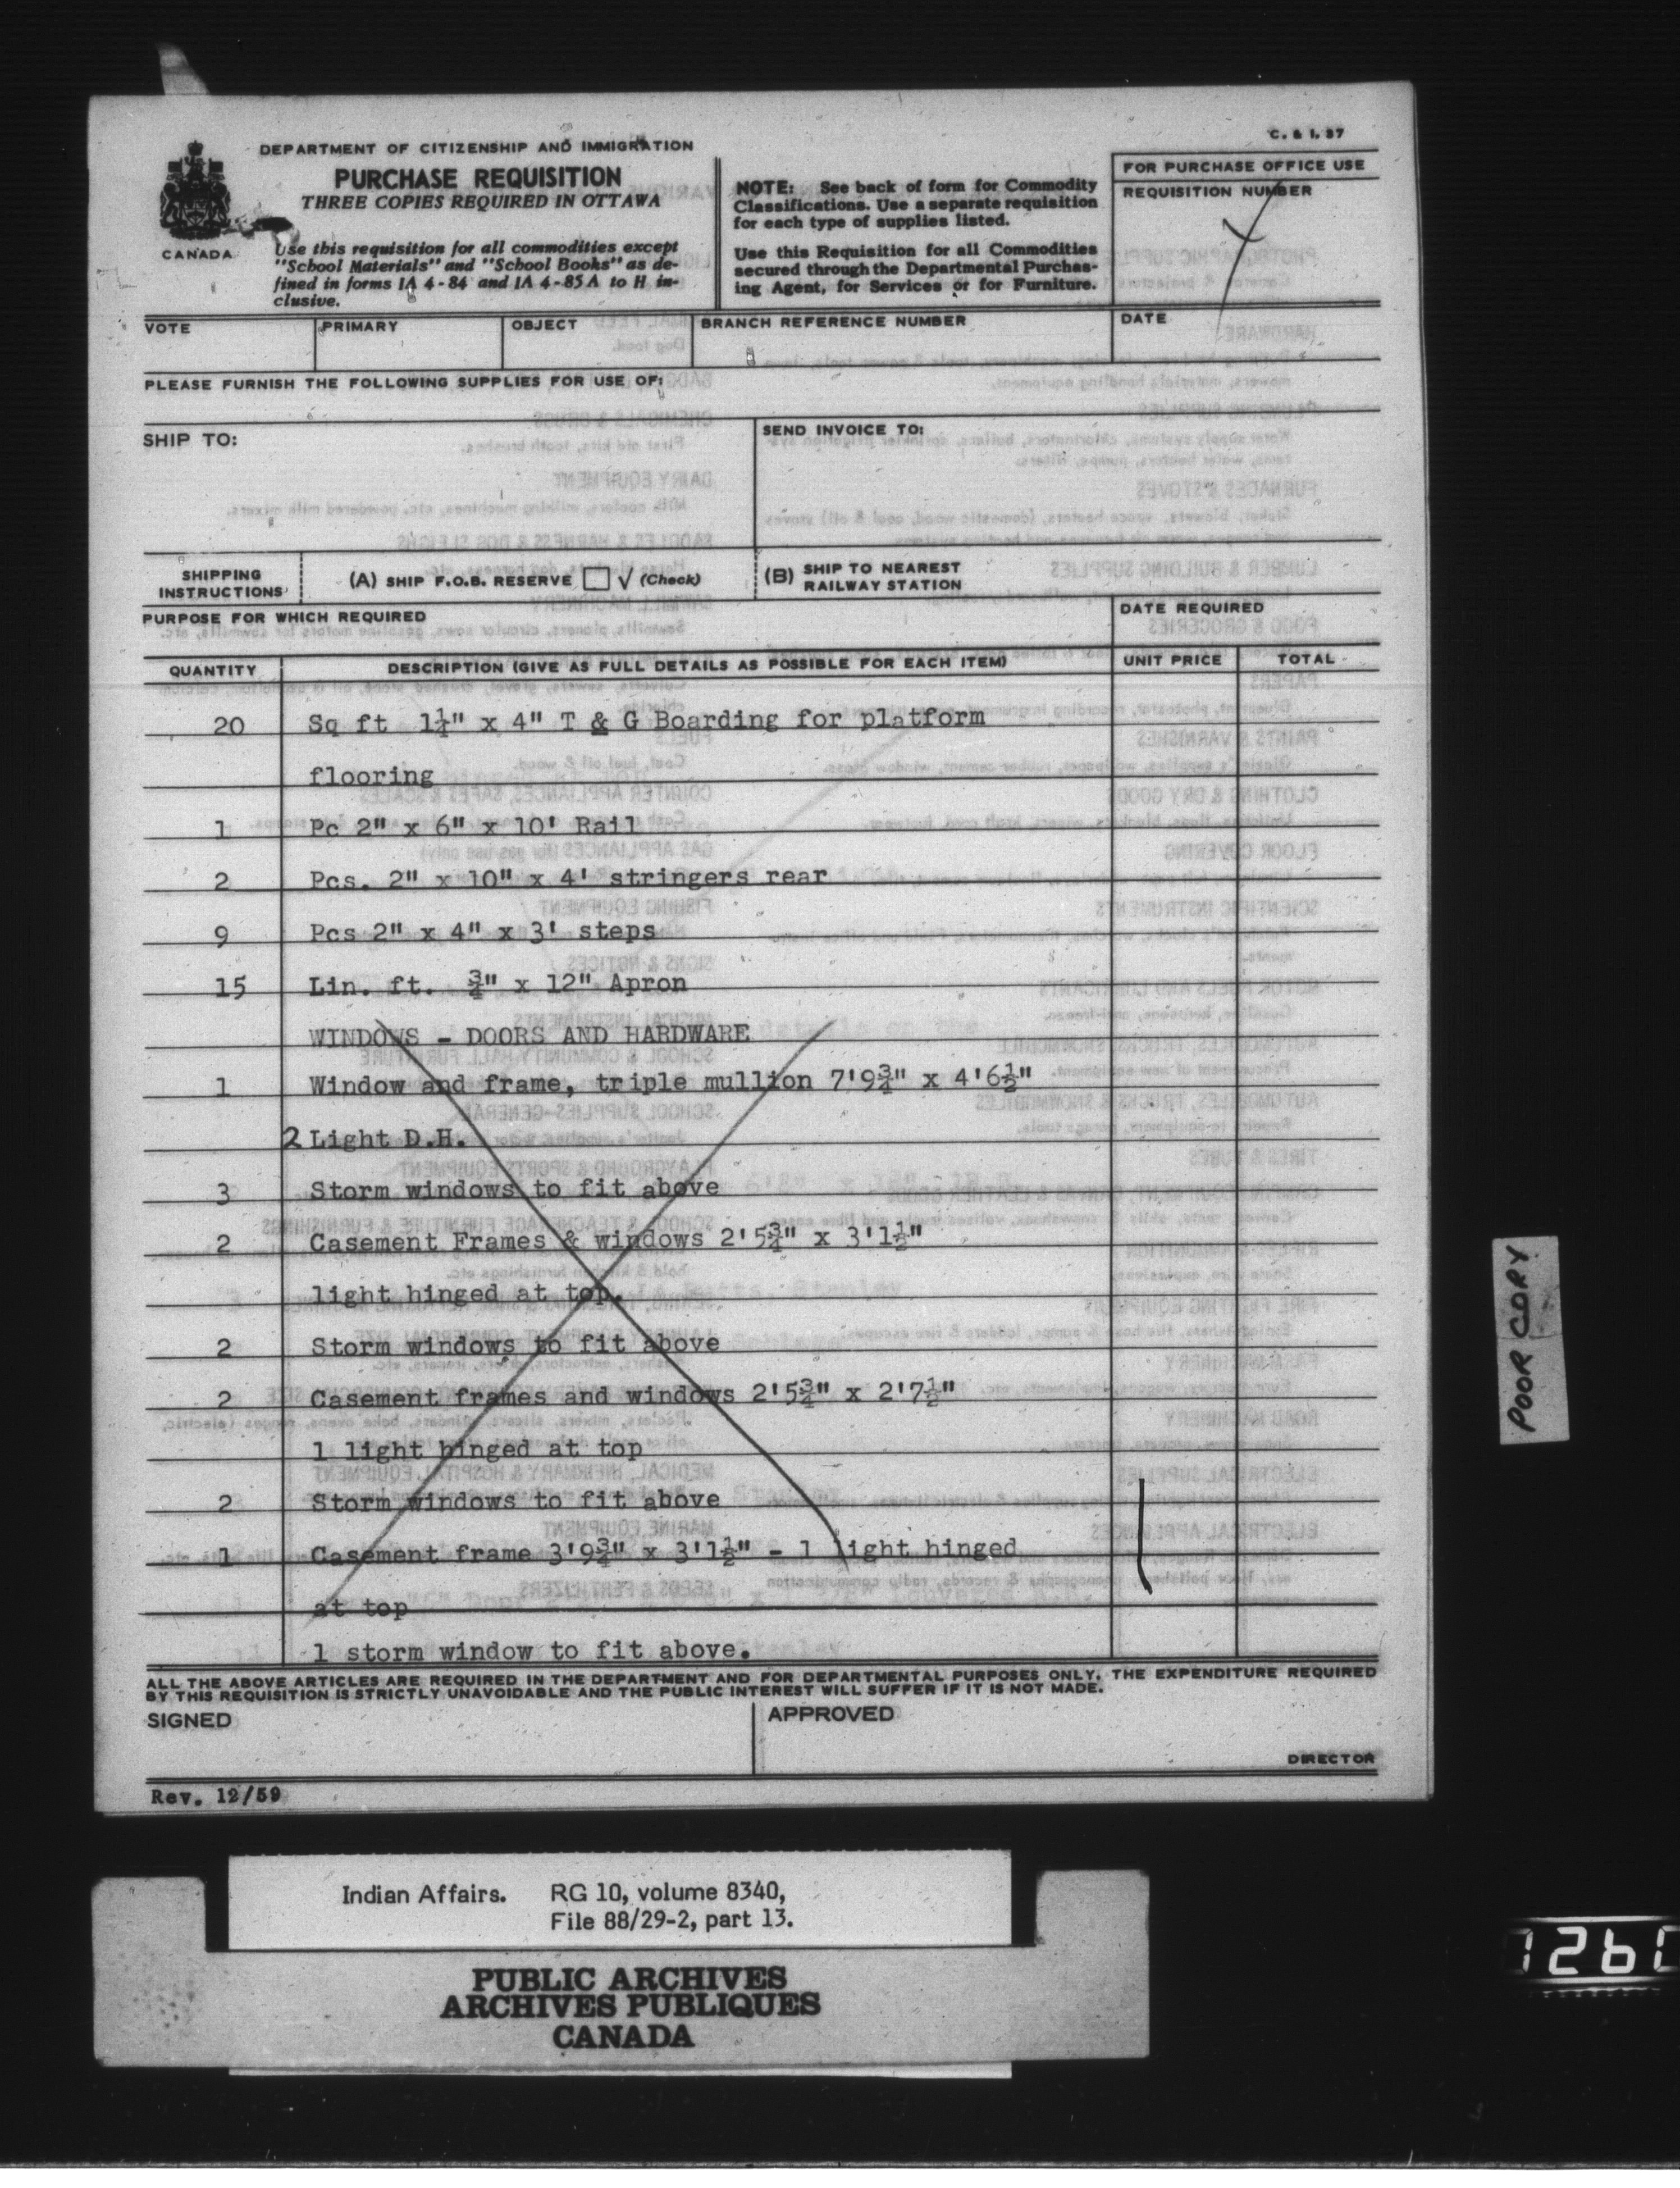 C. & I. 37
DEPARTMENT OF CITIZENSHIP AND IMMIGRATION
PURCHASE REQUISITION
THREE COPIES REQUIRED IN OTTAWA
CANADA
Use this requisition for all commodities except
"School Materials" and "School Books" as de-
fined in forms IA 4-84 and IA 4-85A to H in-
clusive.
NOTE: See back of form for Commodity
Classifications. Use a separate requisition
for each type of supplies listed.
Use this Requisition for all Commodities
secured through the Departmental Purchas-
ing Agent, for Services or for Furniture.
FOR PURCHASE OFFICE USE
REQUISITION NUMBER
VOTE PRIMARY OBJECT BRANCH REFERENCE NUMBER DATE
PLEASE FURNISH THE FOLLOWING SUPPLIES FOR USE OF:
SHIP TO: SEND INVOICE TO:
SHIPPING
INSTRUCTIONS
(A) SHIP F.O.B. RESERVE □ √ (Check)
(B) SHIP TO NEAREST
RAILWAY STATION
PURPOSE FOR WHICH REQUIRED DATE REQUIRED
QUANTITY DESCRIPTION (GIVE AS FULL DETAILS AS POSSIBLE FOR EACH ITEM) UNIT PRICE TOTAL
20 Sq ft 1¼" x 4" T & G Boarding for platform
flooring
1 Pc 2" x 6" x 10' Rail
2 Pcs. 2" x 10" x 4' stringers rear
9 Pcs 2" x 4" x 3' steps
15 Lin. ft. ¾" x 12" Apron
WINDOWS - DOORS AND HARDWARE
1 Window and frame, triple mullion 7'9¾" x 4'6½"
2 Light D.H.
3 Storm windows to fit above
2 Casement Frames & windows 2'5¾" x 3'1½"
light hinged at top.
2 Storm windows to fit above
2 Casement frames and windows 2'5¾" x 2'7½"
1 light hinged at top
2 Storm windows to fit above
1 Casement frame 3'9¾" x 3'1½" - 1 light hinged
at top
1 storm window to fit above.
ALL THE ABOVE ARTICLES ARE REQUIRED IN THE DEPARTMENT AND FOR DEPARTMENTAL PURPOSES ONLY. THE EXPENDITURE REQUIRED
BY THIS REQUISITION IS STRICTLY UNAVOIDABLE AND THE PUBLIC INTEREST WILL SUFFER IF IT IS NOT MADE.
SIGNED APPROVED
DIRECTOR
Rev. 12/59
POOR COPY
Indian Affairs. RG 10, volume 8340,
File 88/29-2, part 13.
PUBLIC ARCHIVES
ARCHIVES PUBLIQUES
CANADA